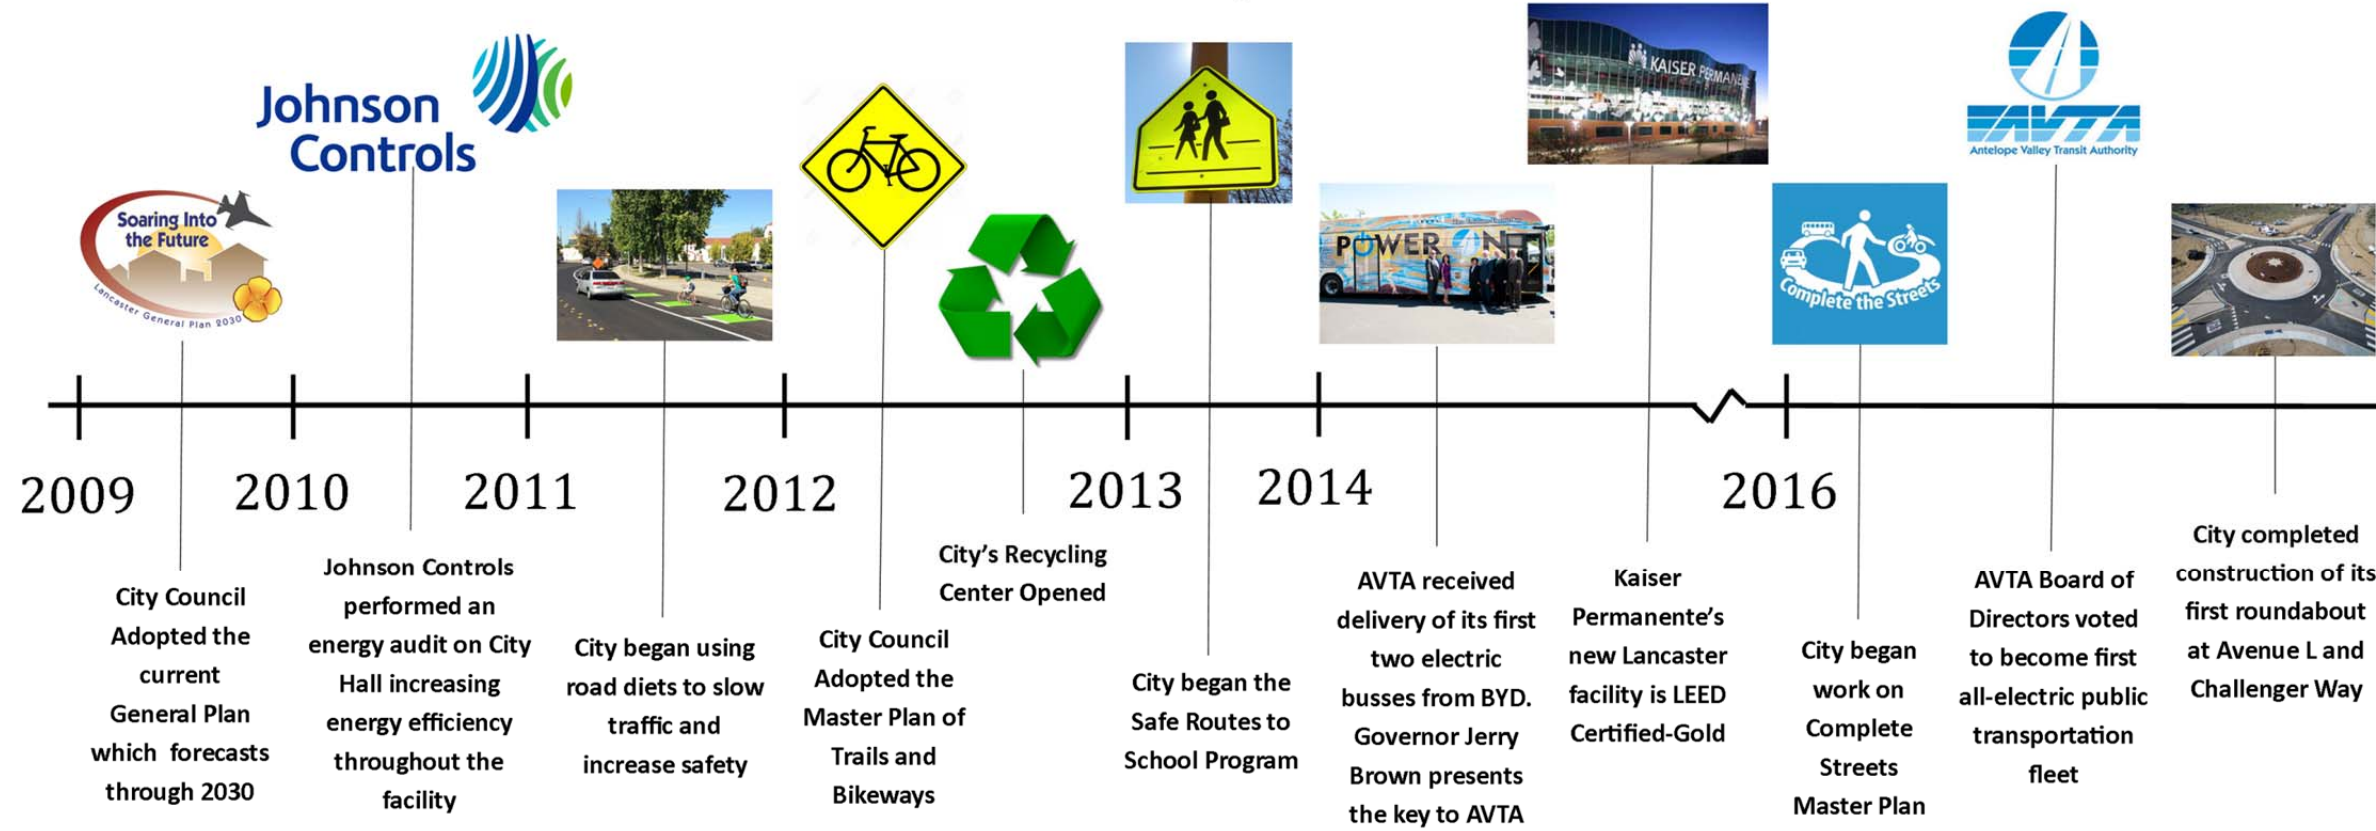 Johnson
Controls
Soaring Into
the Future
Lancaster General Plan 2030
KAISER PERMANE
POWER ON
AVTA
Antelope Valley Transit Authority
Complete the Streets
2009
2010
2011
2012
2013
2014
2016
City Council
Adopted the
current
General Plan
which forecasts
through 2030
Johnson Controls
performed an
energy audit on City
Hall increasing
energy efficiency
throughout the
facility
City began using
road diets to slow
traffic and
increase safety
City Council
Adopted the
Master Plan of
Trails and
Bikeways
City’s Recycling
Center Opened
City began the
Safe Routes to
School Program
AVTA received
delivery of its first
two electric
busses from BYD.
Governor Jerry
Brown presents
the key to AVTA
Kaiser
Permanente’s
new Lancaster
facility is LEED
Certified-Gold
City began
work on
Complete
Streets
Master Plan
AVTA Board of
Directors voted
to become first
all-electric public
transportation
fleet
City completed
construction of its
first roundabout
at Avenue L and
Challenger Way